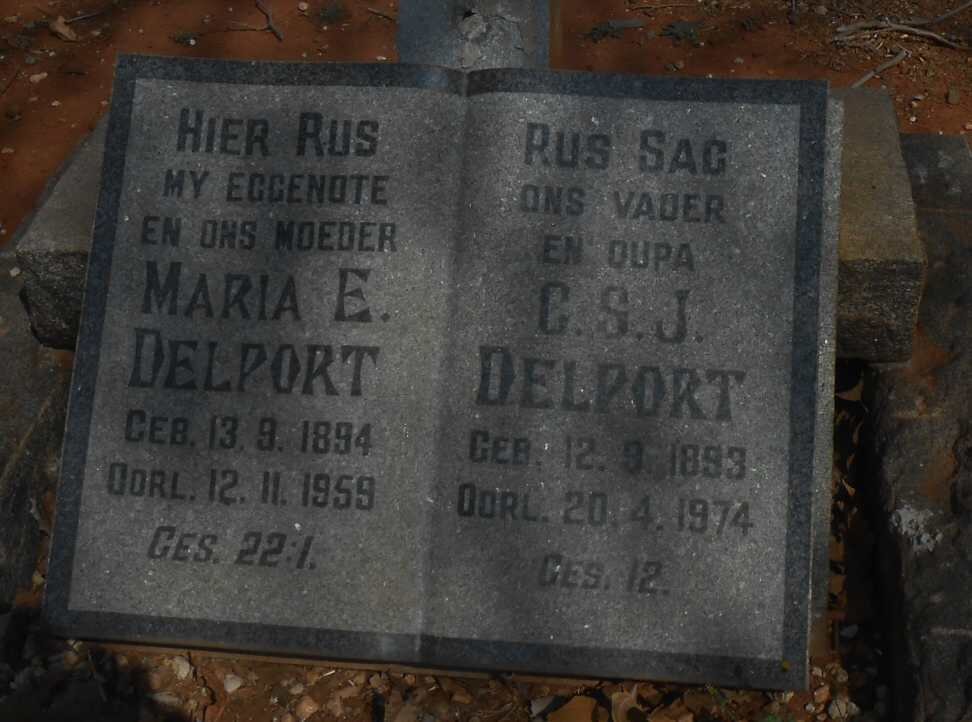 HIER RUS
MY EGGENOTE
EN ONS MOEDER
MARIA E.
DELPORT
GEB. 13. 9. 1894
OORL. 12. 11. 1959
GES. 22:1.
RUS SAG
ONS VADER
EN OUPA
C. S. J.
DELPORT
GEB. 12. 9. 1893
OORL. 20. 4. 1974
GES. 12.